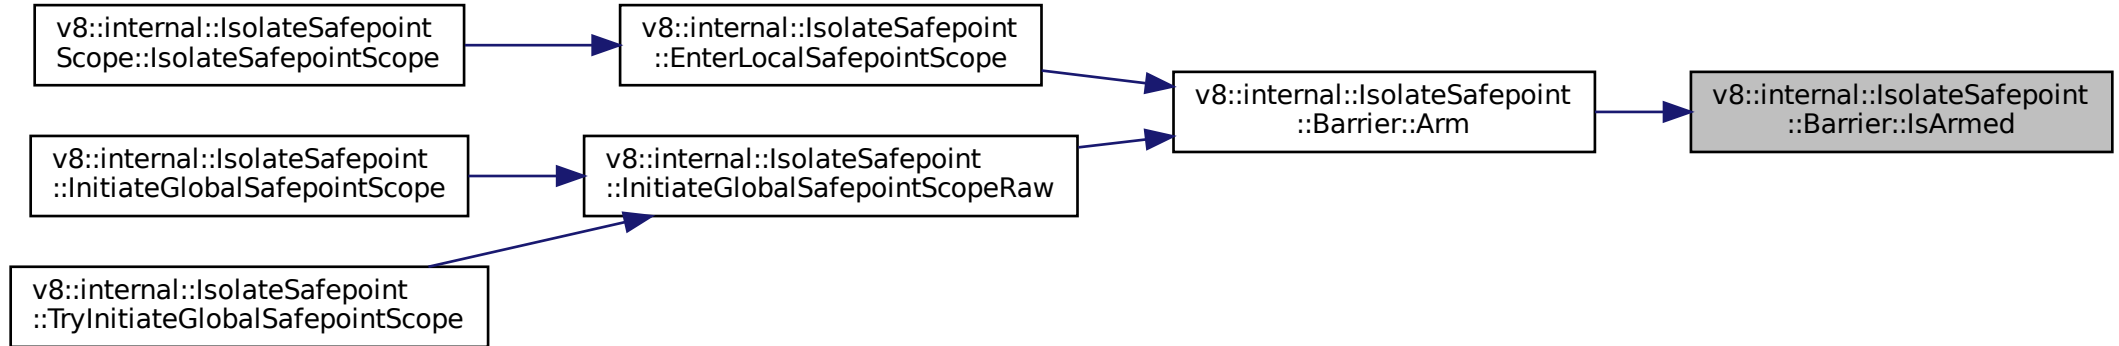 v8::internal::IsolateSafepoint
Scope::IsolateSafepointScope
v8::internal::IsolateSafepoint
::EnterLocalSafepointScope
v8::internal::IsolateSafepoint
::Barrier::Arm
v8::internal::IsolateSafepoint
::Barrier::IsArmed
v8::internal::IsolateSafepoint
::InitiateGlobalSafepointScope
v8::internal::IsolateSafepoint
::InitiateGlobalSafepointScopeRaw
v8::internal::IsolateSafepoint
::TryInitiateGlobalSafepointScope